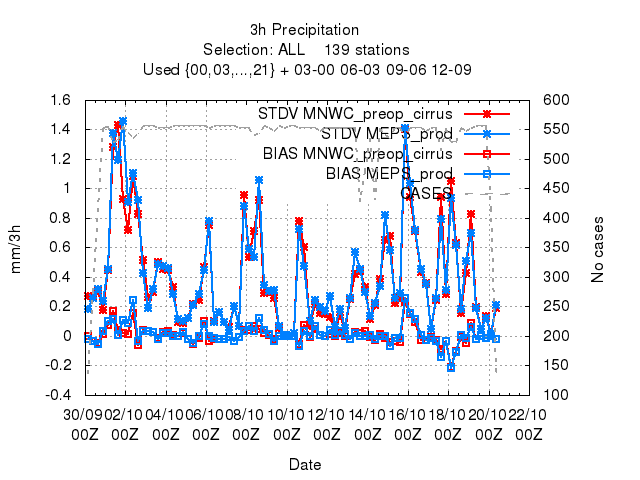 3h Precipitation
Selection: ALL    139 stations
Used {00,03,...,21} + 03-00 06-03 09-06 12-09
1.6
1.4
1.2
1
0.8
0.6
0.4
0.2
0
-0.2
-0.4
600
550
500
450
400
350
300
250
200
150
100
STDV MNWC_preop_cirrus
STDV MEPS_prod
BIAS MNWC_preop_cirrus
BIAS MEPS_prod
CASES
mm/3h
No cases
30/09 02/10 04/10 06/10 08/10 10/10 12/10 14/10 16/10 18/10 20/10 22/10
00Z 00Z 00Z 00Z 00Z 00Z 00Z 00Z 00Z 00Z 00Z 00Z
Date